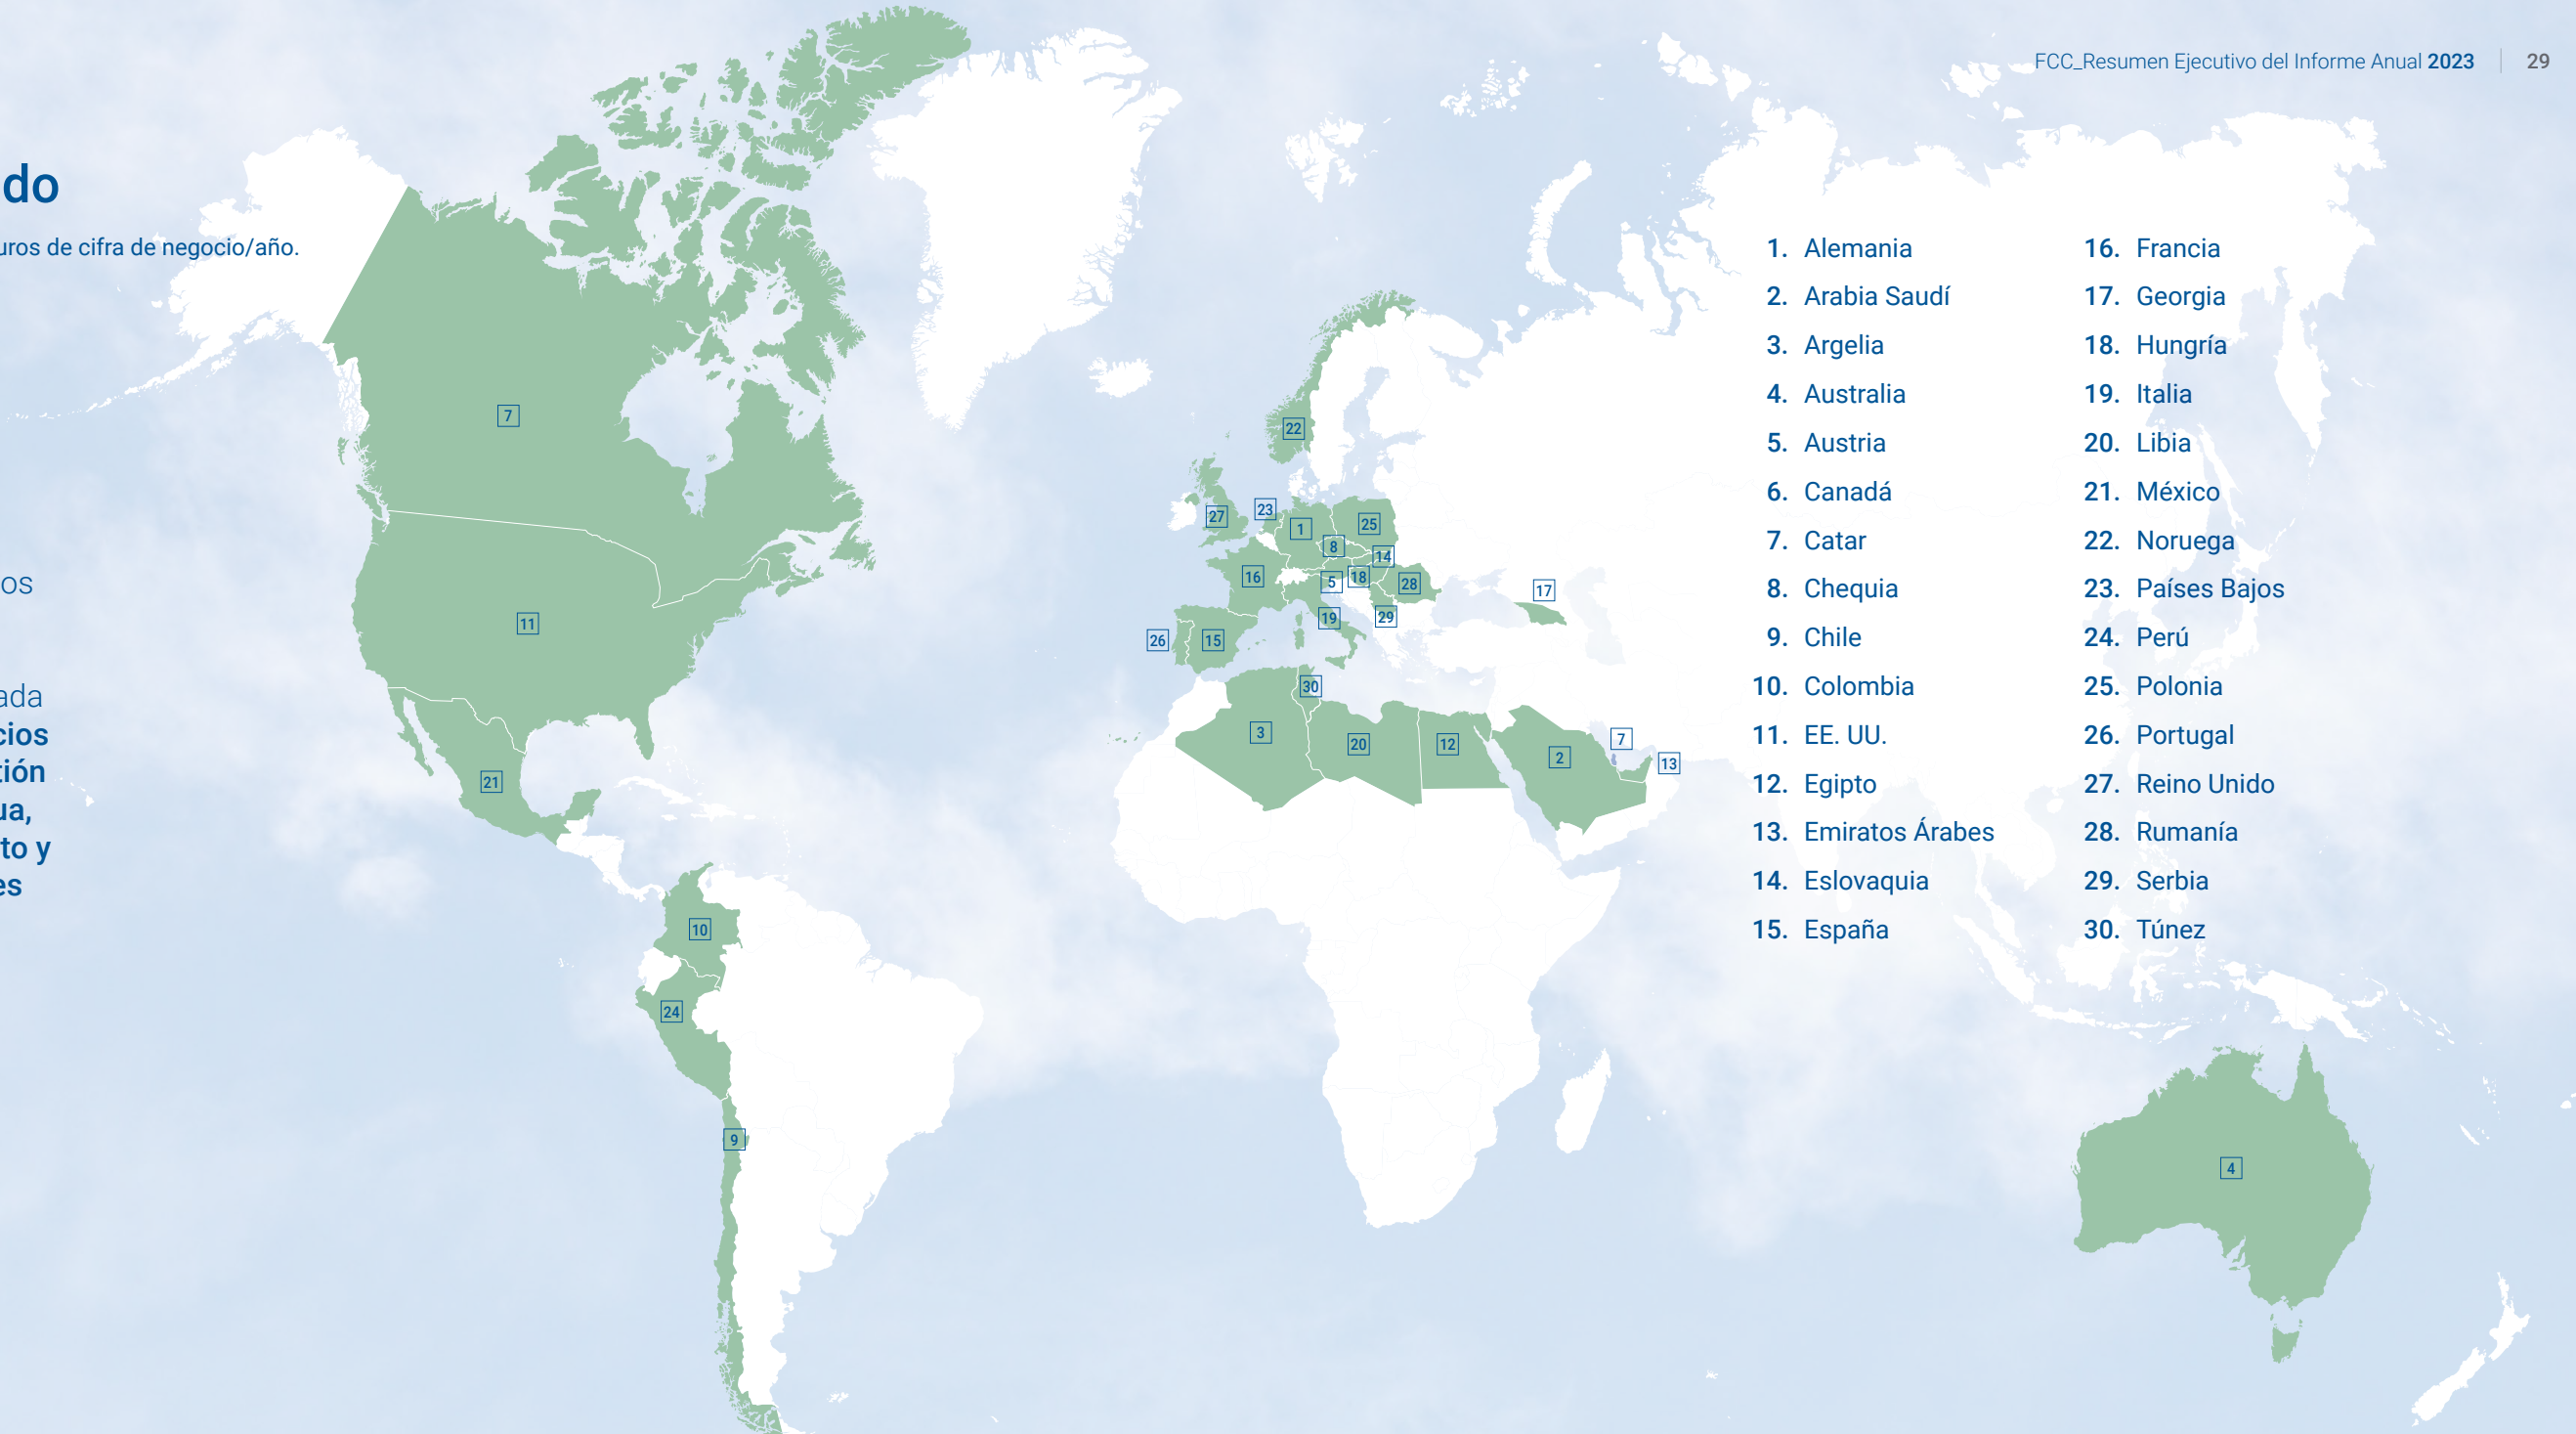 FCC_Resumen Ejecutivo del Informe Anual 2023 29
do
uros de cifra de negocio/año.
os
ada
cios
tión
ua,
to y
es
1. Alemania
2. Arabia Saudí
3. Argelia
4. Australia
5. Austria
6. Canadá
7. Catar
8. Chequia
9. Chile
10. Colombia
11. EE. UU.
12. Egipto
13. Emiratos Árabes
14. Eslovaquia
15. España
16. Francia
17. Georgia
18. Hungría
19. Italia
20. Libia
21. México
22. Noruega
23. Países Bajos
24. Perú
25. Polonia
26. Portugal
27. Reino Unido
28. Rumanía
29. Serbia
30. Túnez
7
22
23
27
1
25
8
14
16
5
18
28
17
11
19
29
26
15
30
3
20
12
2
7
13
21
10
24
9
4